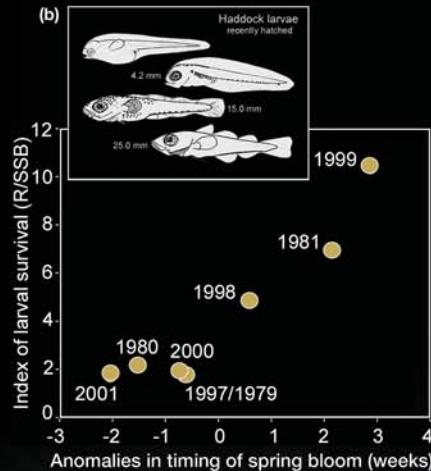 (b)
Haddock larvae
recently hatched
4.2 mm
15.0 mm
25.0 mm
Index of larval survival (R/SSB)
12
10
8
6
4
2
0
1999
1981
1998
1980
2000
2001
1997/1979
-3
-2
-1
0
1
2
3
4
Anomalies in timing of spring bloom (weeks)